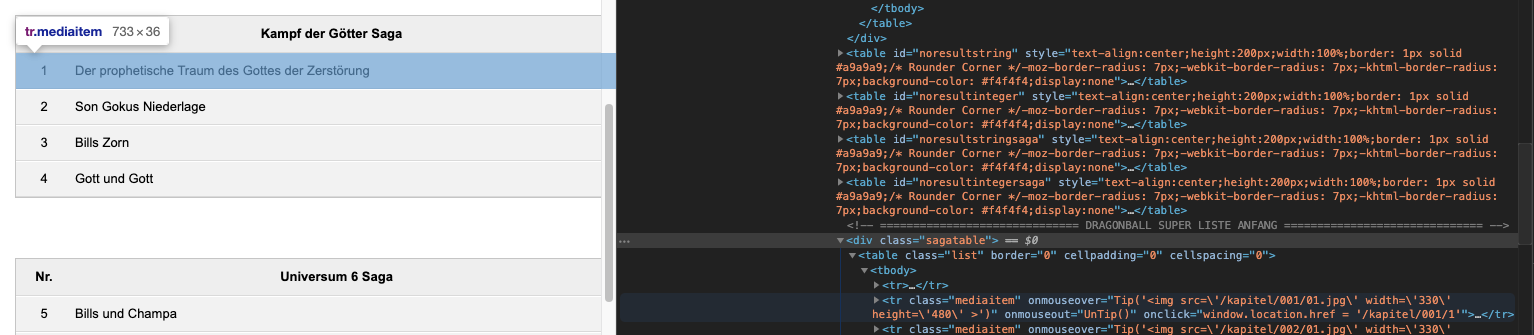 tr.mediaitem 733 × 36
Kampf der Götter Saga
1 Der prophetische Traum des Gottes der Zerstörung
2 Son Gokus Niederlage
3 Bills Zorn
4 Gott und Gott
Nr. Universum 6 Saga
5 Bills und Champa
</tbody>
</table>
</div>
<table id="noresultstring" style="text-align:center;height:200px;width:100%;border: 1px solid
#a9a9a9;/* Rounder Corner */-moz-border-radius: 7px;-webkit-border-radius: 7px;-khtml-border-radius:
7px;background-color: #f4f4f4;display:none">…</table>
<table id="noresultinteger" style="text-align:center;height:200px;width:100%;border: 1px solid
#a9a9a9;/* Rounder Corner */-moz-border-radius: 7px;-webkit-border-radius: 7px;-khtml-border-radius:
7px;background-color: #f4f4f4;display:none">…</table>
<table id="noresultstringsaga" style="text-align:center;height:200px;width:100%;border: 1px solid
#a9a9a9;/* Rounder Corner */-moz-border-radius: 7px;-webkit-border-radius: 7px;-khtml-border-radius:
7px;background-color: #f4f4f4;display:none">…</table>
<table id="noresultintegersaga" style="text-align:center;height:200px;width:100%;border: 1px solid
#a9a9a9;/* Rounder Corner */-moz-border-radius: 7px;-webkit-border-radius: 7px;-khtml-border-radius:
7px;background-color: #f4f4f4;display:none">…</table>
<!-- ============================== DRAGONBALL SUPER LISTE ANFANG ============================== -->
… <div class="sagatable"> == $0
<table class="list" border="0" cellpadding="0" cellspacing="0">
<tbody>
<tr>…</tr>
<tr class="mediaitem" onmouseover="Tip('<img src=\'/kapitel/001/01.jpg\' width=\'330\'
height=\'480\' >')" onmouseout="UnTip()" onclick="window.location.href = '/kapitel/001/1'">…</tr>
<tr class="mediaitem" onmouseover="Tip('<img src=\'/kapitel/002/01.jpg\' width=\'330\'